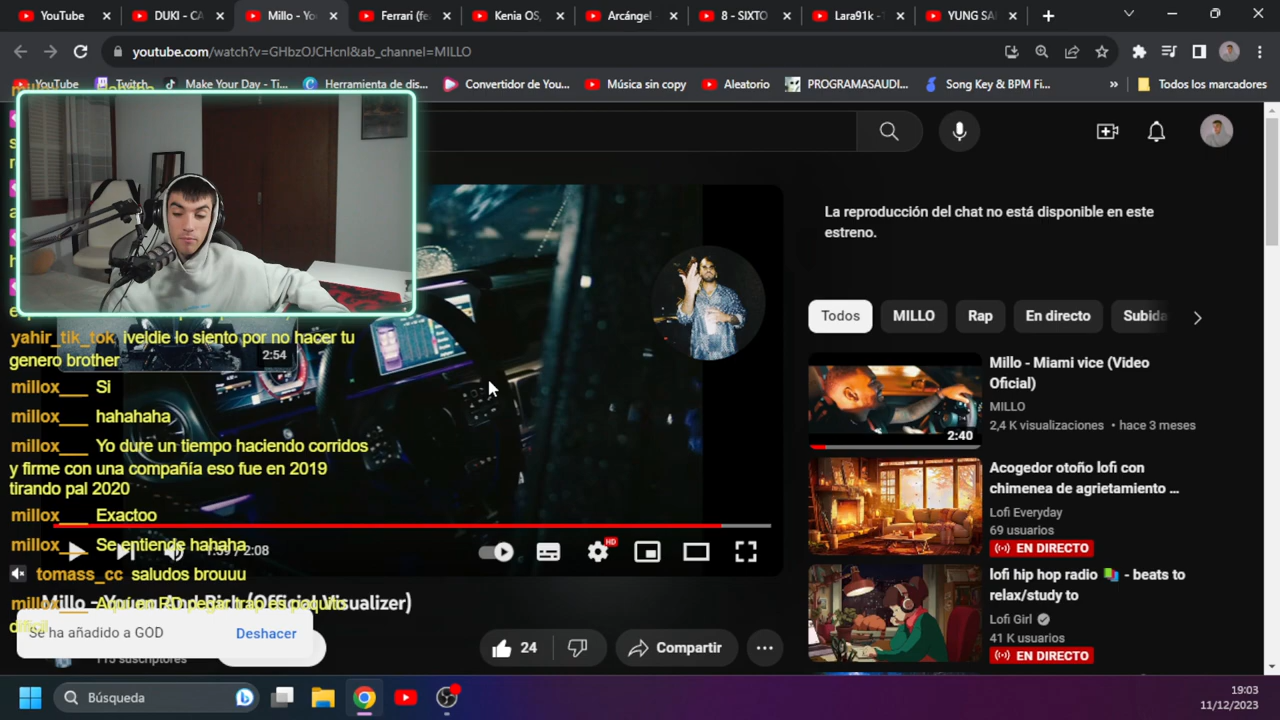 YouTube
DUKI - CA
Millo - Yo
Ferrari (fe
Kenia OS,
Arcángel
8 - SIXTO
Lara91k -
YUNG SA
youtube.com/watch?v=GHbzOJCHcnI&ab_channel=MILLO
YouTube
Twitch
Make Your Day - Ti...
Herramienta de dis...
Convertidor de You...
Música sin copy
Aleatorio
PROGRAMASAUDI...
Song Key & BPM Fi...
»
Todos los marcadores
La reproducción del chat no está disponible en este
estreno.
Todos
MILLO
Rap
En directo
Subida
2:54
yahir_tik_tok iveldie lo siento por no hacer tu
genero brother
millox___ Si
millox___ hahahaha
millox___ Yo dure un tiempo haciendo corridos
y firme con una compañía eso fue en 2019
tirando pal 2020
millox___ Exactoo
millox___ Se entiende hahaha
tomass_cc saludos brouuu
/ 2:08
HD
Millo - Young And Rich (Official Visualizer)
Se ha añadido a GOD
Deshacer
suscriptores
24
Compartir
Millo - Miami vice (Video
Oficial)
MILLO
2,4 K visualizaciones • hace 3 meses
2:40
Acogedor otoño lofi con
chimenea de agrietamiento ...
Lofi Everyday
69 usuarios
EN DIRECTO
lofi hip hop radio 📚 - beats to
relax/study to
Lofi Girl
41 K usuarios
EN DIRECTO
Búsqueda
19:03
11/12/2023